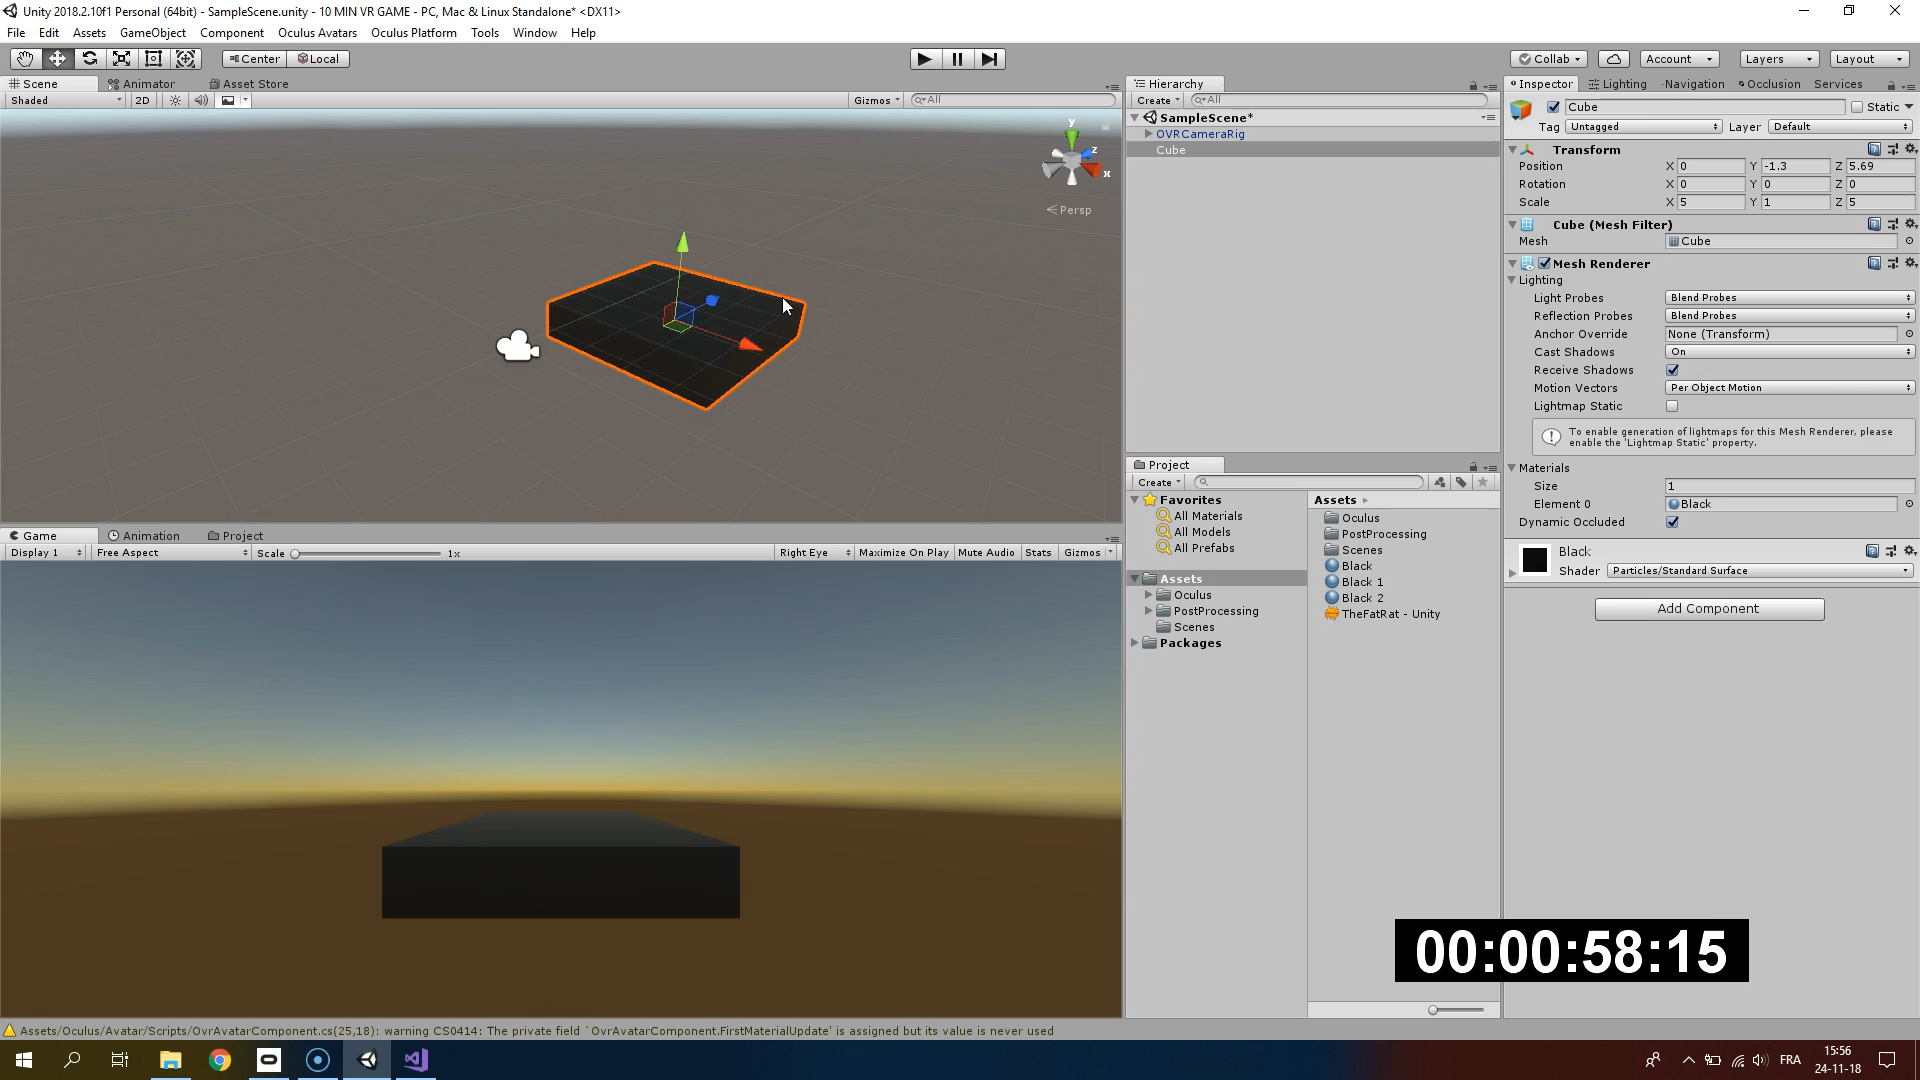 Unity 2018.2.10f1 Personal (64bit) - SampleScene.unity - 10 MIN VR GAME - PC, Mac & Linux Standalone* <DX11>
File Edit Assets GameObject Component Oculus Avatars Oculus Platform Tools Window Help
Center Local Collab Account Layers Layout
Scene Animator Asset Store
Shaded 2D Gizmos All
y
z
x
Persp
Hierarchy
Create All
SampleScene*
OVRCameraRig
Cube
Game Animation Project
Display 1 Free Aspect Scale 1x Right Eye Maximize On Play Mute Audio Stats Gizmos
Project
Create
Favorites
All Materials
All Models
All Prefabs
Assets
Oculus
PostProcessing
Scenes
Packages
Assets
Oculus
PostProcessing
Scenes
Black
Black 1
Black 2
TheFatRat - Unity
Inspector Lighting Navigation Occlusion Services
Cube Static
Tag Untagged Layer Default
Transform
Position X 0 Y -1.3 Z 5.69
Rotation X 0 Y 0 Z 0
Scale X 5 Y 1 Z 5
Cube (Mesh Filter)
Mesh Cube
Mesh Renderer
Lighting
Light Probes Blend Probes
Reflection Probes Blend Probes
Anchor Override None (Transform)
Cast Shadows On
Receive Shadows
Motion Vectors Per Object Motion
Lightmap Static
To enable generation of lightmaps for this Mesh Renderer, please
enable the 'Lightmap Static' property.
Materials
Size 1
Element 0 Black
Dynamic Occluded
Black
Shader Particles/Standard Surface
Add Component
00:00:58:15
Assets/Oculus/Avatar/Scripts/OvrAvatarComponent.cs(25,18): warning CS0414: The private field `OvrAvatarComponent.FirstMaterialUpdate' is assigned but its value is never used
FRA
15:56
24-11-18